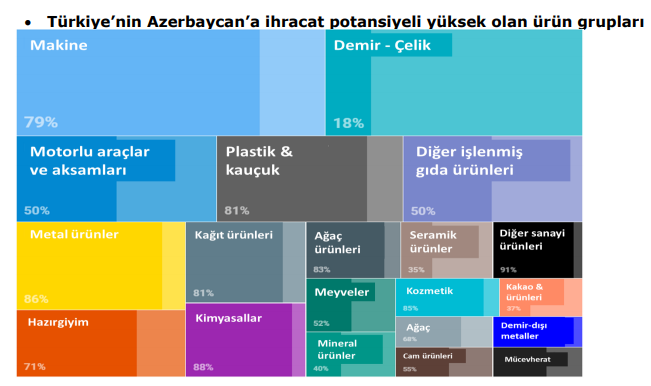 • Türkiye’nin Azerbaycan’a ihracat potansiyeli yüksek olan ürün grupları
Makine
79%
Demir - Çelik
18%
Motorlu araçlar
ve aksamları
50%
Plastik &
kauçuk
81%
Diğer işlenmiş
gıda ürünleri
50%
Metal ürünler
86%
Kağıt ürünleri
81%
Ağaç
ürünleri
83%
Seramik
ürünler
35%
Diğer sanayi
ürünleri
91%
Hazırgiyim
71%
Kimyasallar
88%
Meyveler
52%
Kozmetik
85%
Kakao &
ürünleri
Mineral
ürünler
40%
Ağaç
Demir-dışı
metaller
Cam ürünleri
55%
Mücevherat